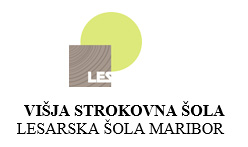 LES
VIŠJA STROKOVNA ŠOLA
LESARSKA ŠOLA MARIBOR